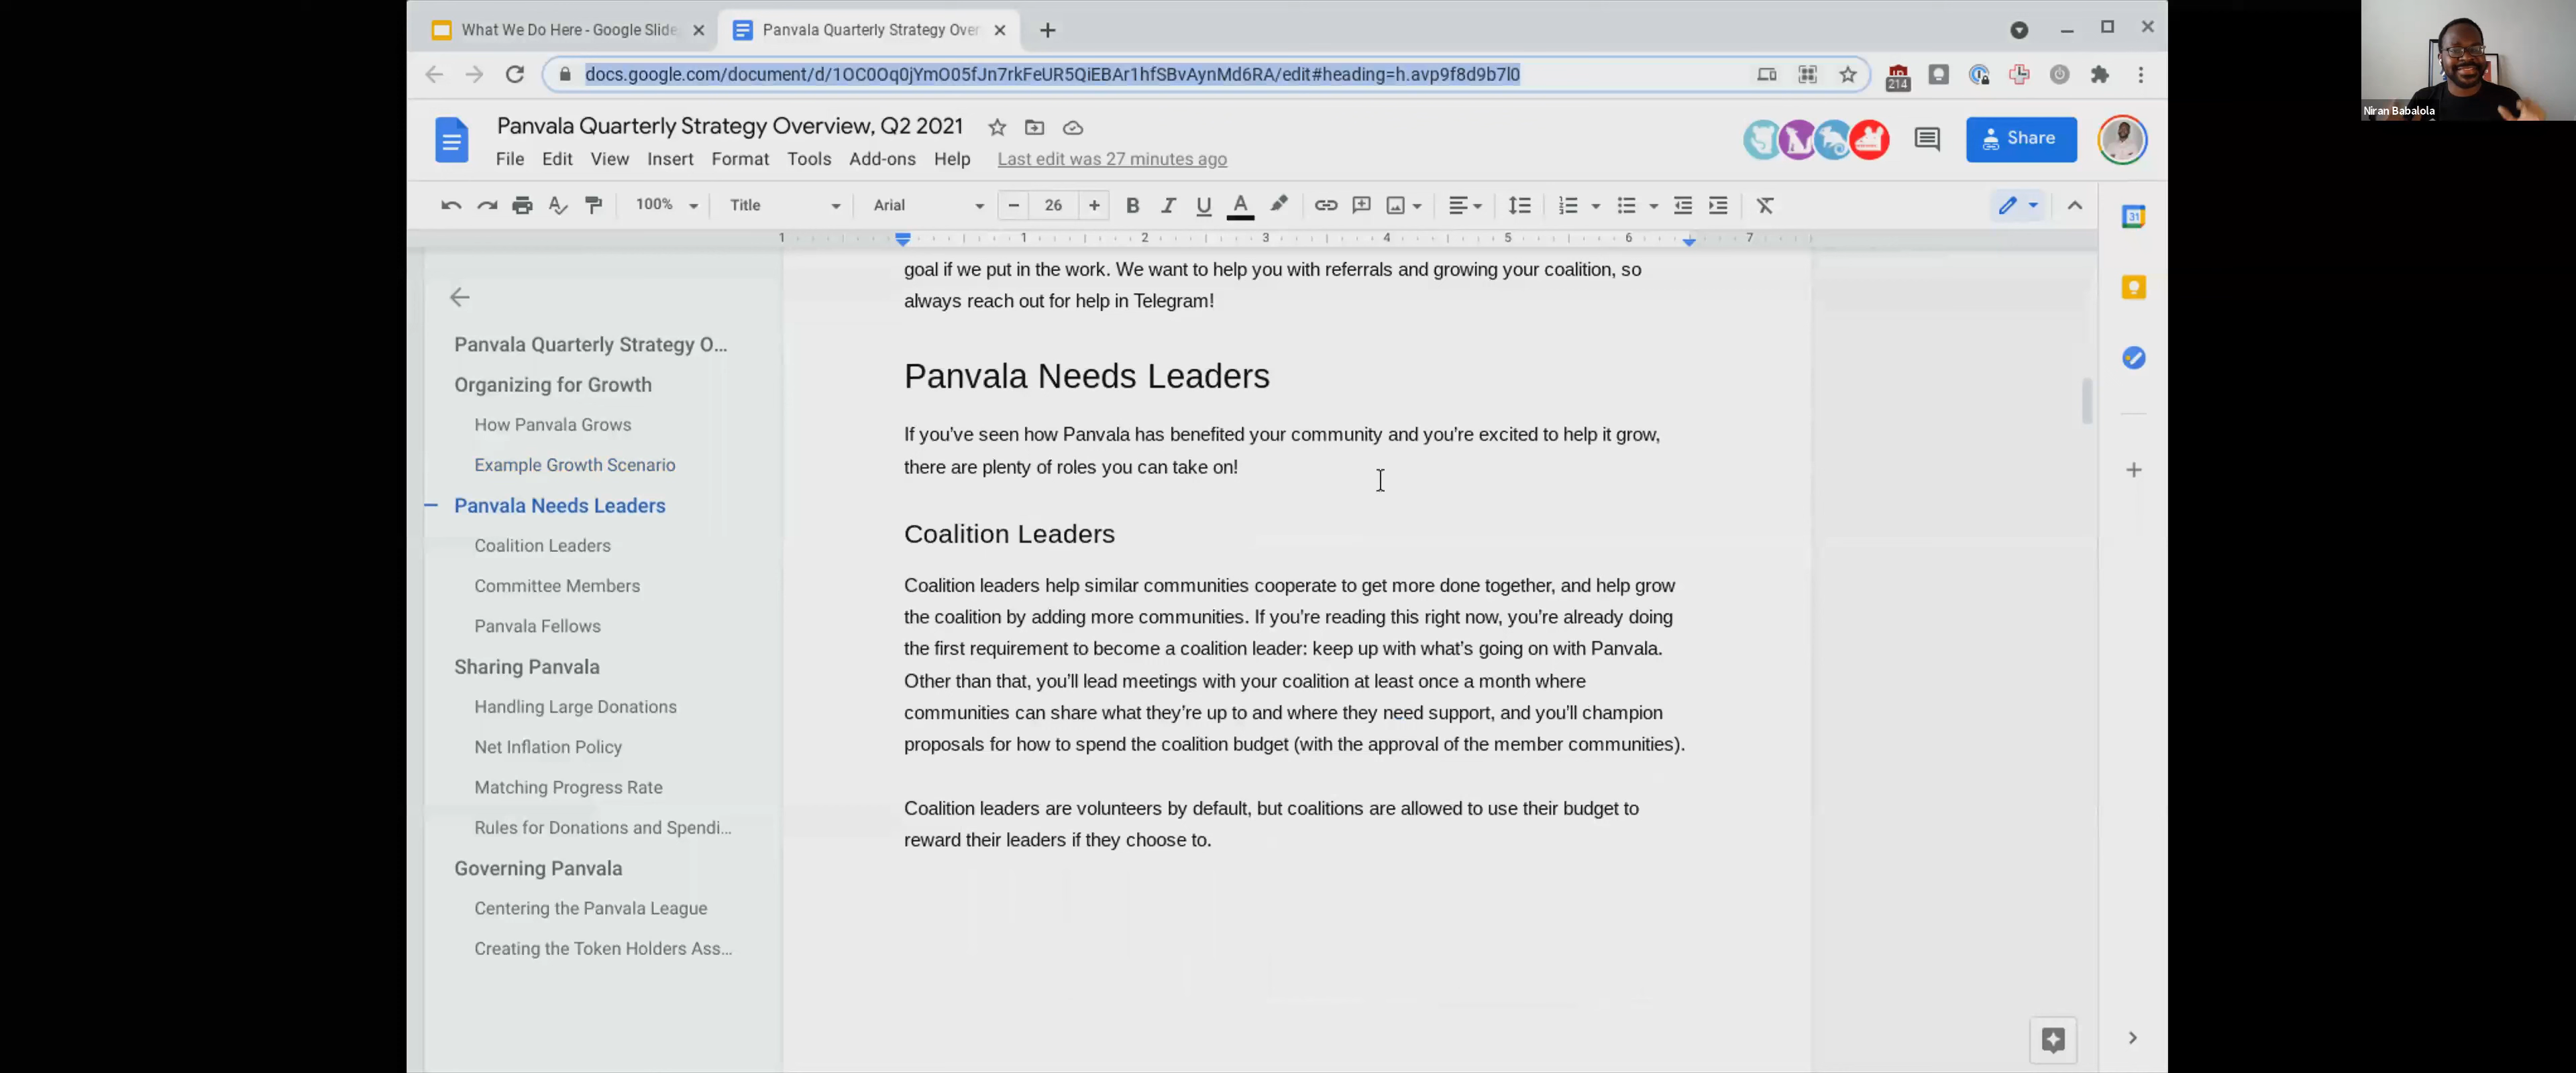 What We Do Here - Google Slide
Panvala Quarterly Strategy Over
docs.google.com/document/d/1OC0Oq0jYmO05fJn7rkFeUR5QiEBAr1hfSBvAynMd6RA/edit#heading=h.avp9f8d9b7l0
214
Niran Babalola
Panvala Quarterly Strategy Overview, Q2 2021
File Edit View Insert Format Tools Add-ons Help Last edit was 27 minutes ago
Share
100% Title Arial 26
1 1 2 3 4 5 6 7
31
Panvala Quarterly Strategy O...
Organizing for Growth
How Panvala Grows
Example Growth Scenario
Panvala Needs Leaders
Coalition Leaders
Committee Members
Panvala Fellows
Sharing Panvala
Handling Large Donations
Net Inflation Policy
Matching Progress Rate
Rules for Donations and Spendi...
Governing Panvala
Centering the Panvala League
Creating the Token Holders Ass...
goal if we put in the work. We want to help you with referrals and growing your coalition, so
always reach out for help in Telegram!
Panvala Needs Leaders
If you’ve seen how Panvala has benefited your community and you’re excited to help it grow,
there are plenty of roles you can take on!
Coalition Leaders
Coalition leaders help similar communities cooperate to get more done together, and help grow
the coalition by adding more communities. If you’re reading this right now, you’re already doing
the first requirement to become a coalition leader: keep up with what’s going on with Panvala.
Other than that, you’ll lead meetings with your coalition at least once a month where
communities can share what they’re up to and where they need support, and you’ll champion
proposals for how to spend the coalition budget (with the approval of the member communities).
Coalition leaders are volunteers by default, but coalitions are allowed to use their budget to
reward their leaders if they choose to.